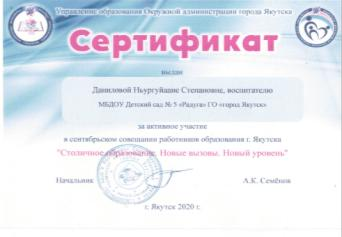 Управление образования Окружной администрации города Якутска
Сертификат
выдан
Даниловой Ньургуйаане Степановне, воспитателю
МБДОУ Детский сад № 5 «Радуга» ГО «город Якутск»
за активное участие
в сентябрьском совещании работников образования г. Якутска
"Столичное образование. Новые вызовы. Новый уровень"
Начальник А.К. Семёнов
г. Якутск 2020 г.